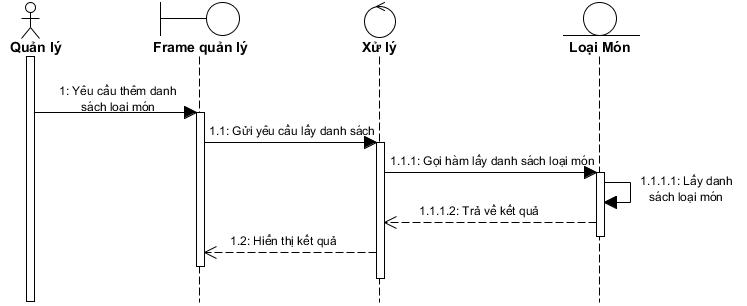 Quản lý
Frame quản lý
Xử lý
Loại Món
1: Yêu cầu thêm danh
sách loại món
1.1: Gửi yêu cầu lấy danh sách
1.1.1: Gọi hàm lấy danh sách loại món
1.1.1.1: Lấy danh
sách loại món
1.1.1.2: Trả về kết quả
1.2: Hiển thị kết quả